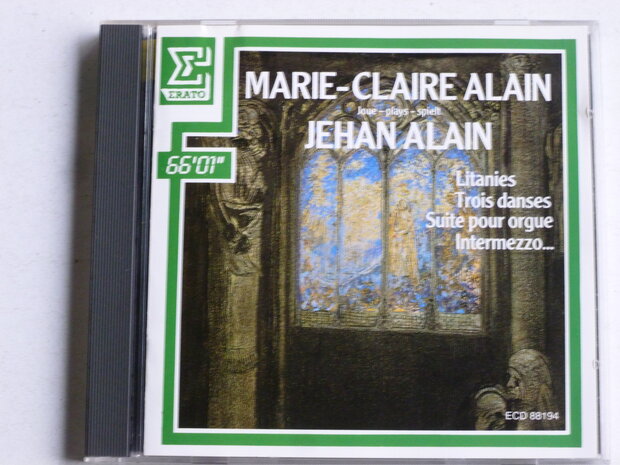 ERATO
MARIE-CLAIRE ALAIN
Joue - plays - spielt
JEHAN ALAIN
66'01"
Litanies
Trois danses
Suite pour orgue
Intermezzo...
ECD 88194